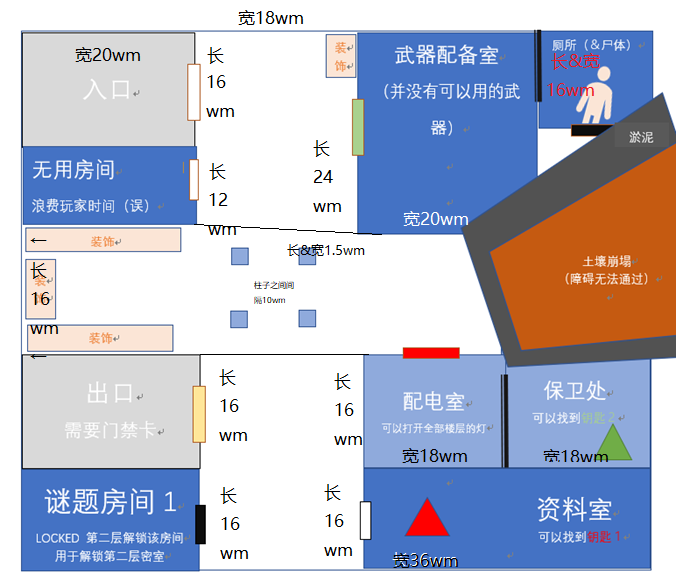 宽18wm
宽20wm
入口
长
16
wm
装
饰
武器配备室
（并没有可以用的武
器）
厕所（&尸体）
长&宽
16wm
淤泥
无用房间
浪费玩家时间（误）
长
12
wm
长
24
wm
宽20wm
← 装饰
长&宽1.5wm
长
16
wm
装
饰
柱子之间间
隔10wm
土壤崩塌
（障碍无法通过）
装饰
←
出口
需要门禁卡
长
16
wm
长
16
wm
配电室
可以打开全部楼层的灯
宽18wm
保卫处
可以找到钥匙2
宽18wm
谜题房间 1
LOCKED 第二层解锁该房间
用于解锁第二层密室
长
16
wm
长
16
wm
资料室
可以找到钥匙1
宽36wm